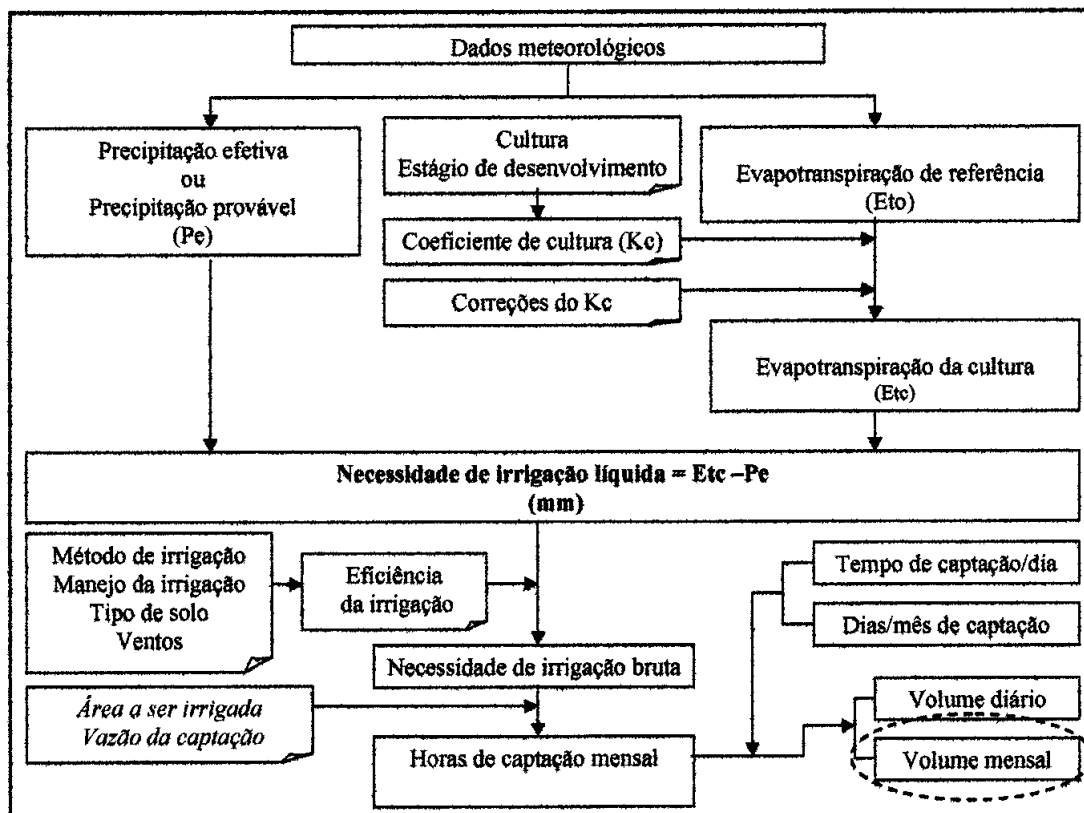 Dados meteorológicos
Precipitação efetiva
ou
Precipitação provável
(Pe)
Cultura
Estágio de desenvolvimento
Evapotranspiração de referência
(Eto)
Coeficiente de cultura (Kc)
Correções do Kc
Evapotranspiração da cultura
(Etc)
Necessidade de irrigação líquida = Etc –Pe
(mm)
Método de irrigação
Manejo da irrigação
Tipo de solo
Ventos
Eficiência
da irrigação
Tempo de captação/dia
Dias/mês de captação
Necessidade de irrigação bruta
Área a ser irrigada
Vazão da captação
Horas de captação mensal
Volume diário
Volume mensal